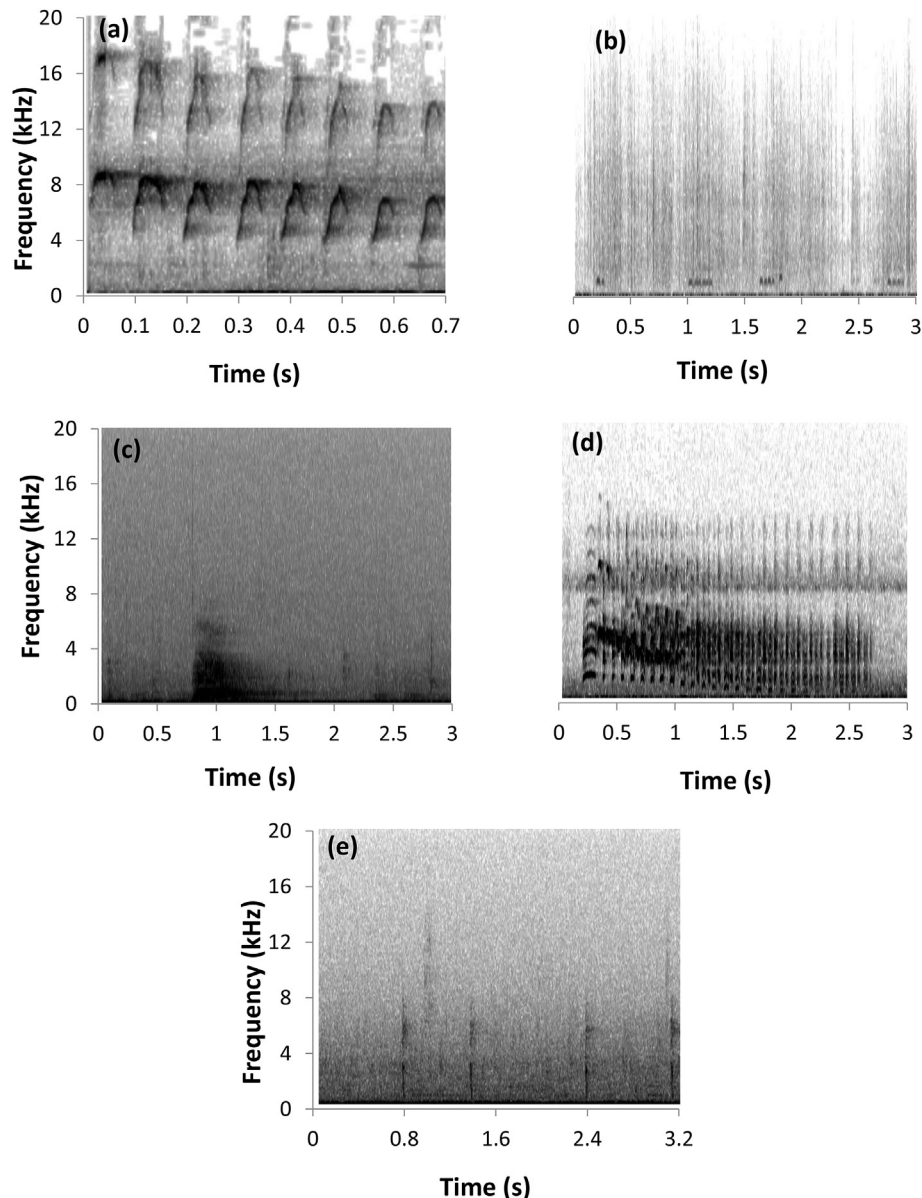 (a)
20
16
12
8
4
0
Frequency (kHz)
0 0.1 0.2 0.3 0.4 0.5 0.6 0.7
Time (s)
(b)
0 0.5 1 1.5 2 2.5 3
Time (s)
(c)
20
16
12
8
4
0
Frequency (kHz)
0 0.5 1 1.5 2 2.5 3
Time (s)
(d)
0 0.5 1 1.5 2 2.5 3
Time (s)
(e)
20
16
12
8
4
0
Frequency (kHz)
0 0.8 1.6 2.4 3.2
Time (s)